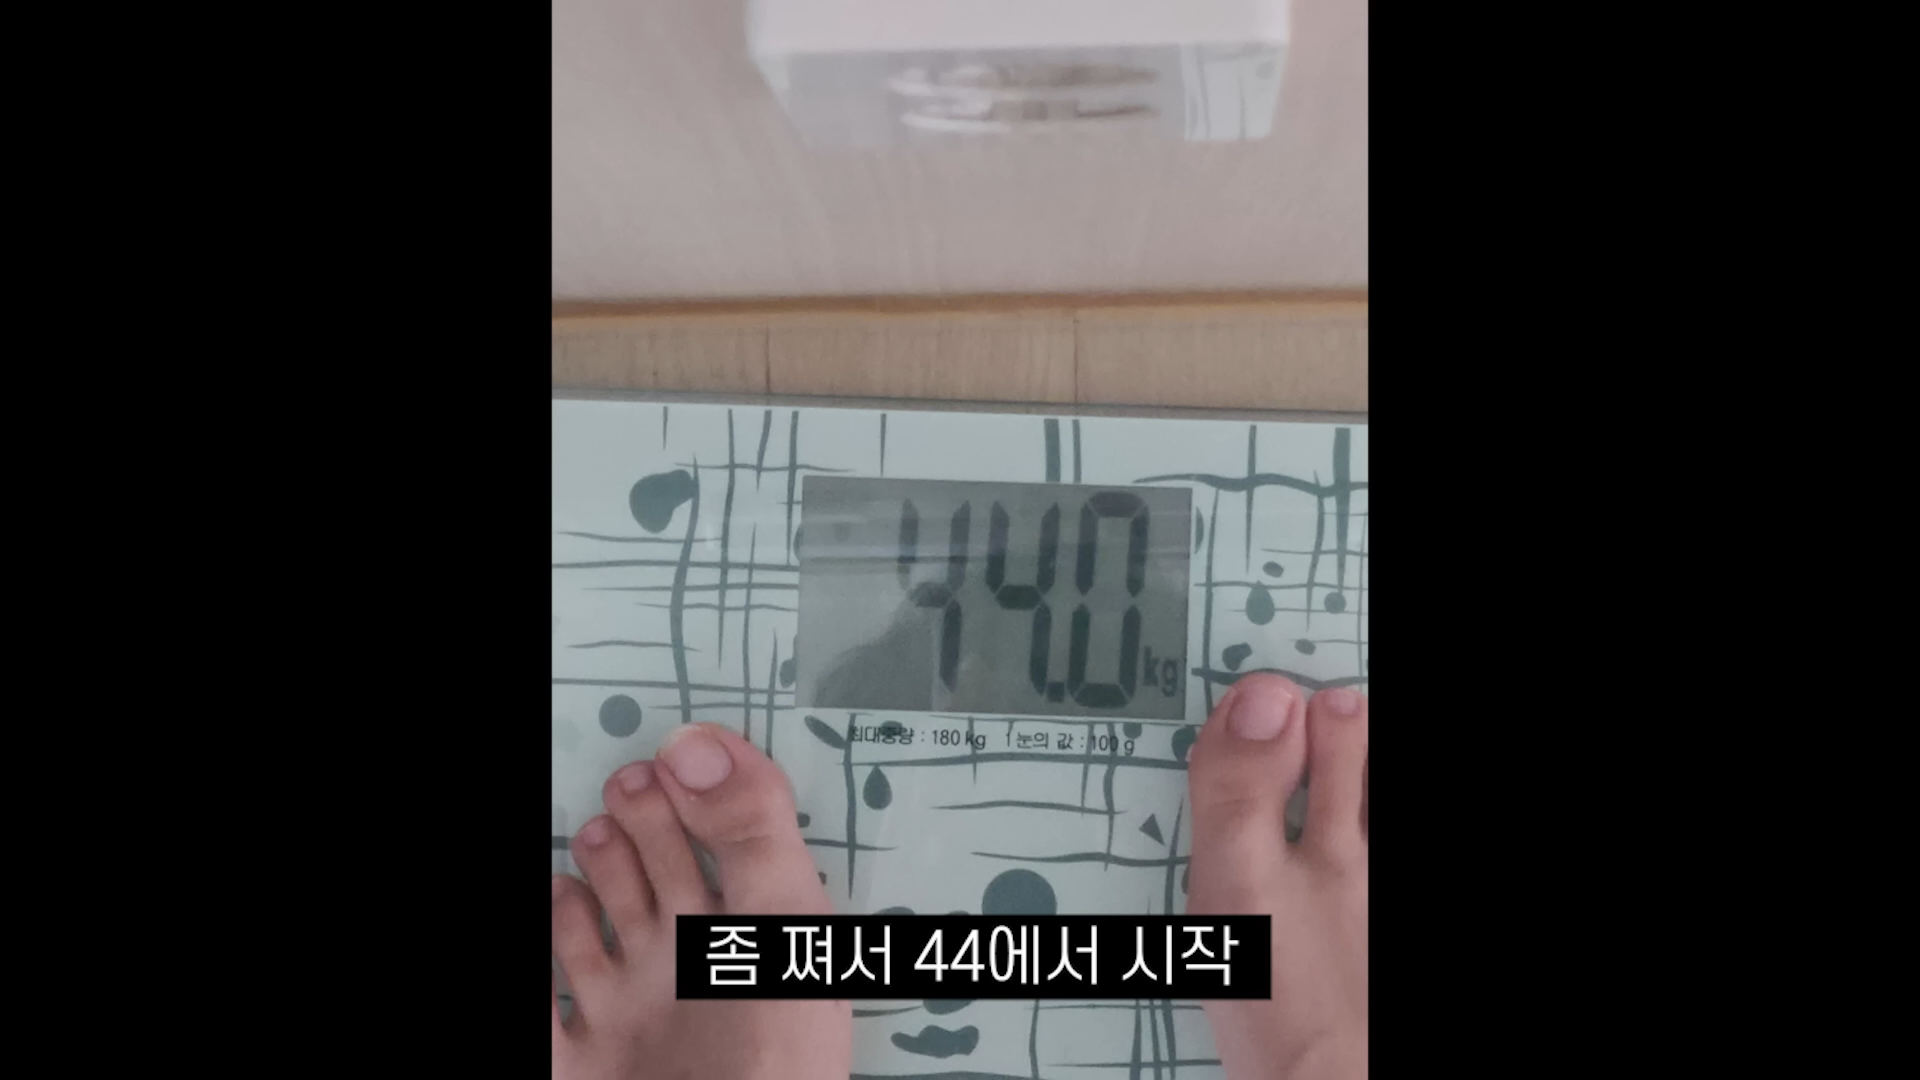 44.0 kg
최대중량 : 180 kg 1눈의 값 : 100 g
좀 쪄서 44에서 시작